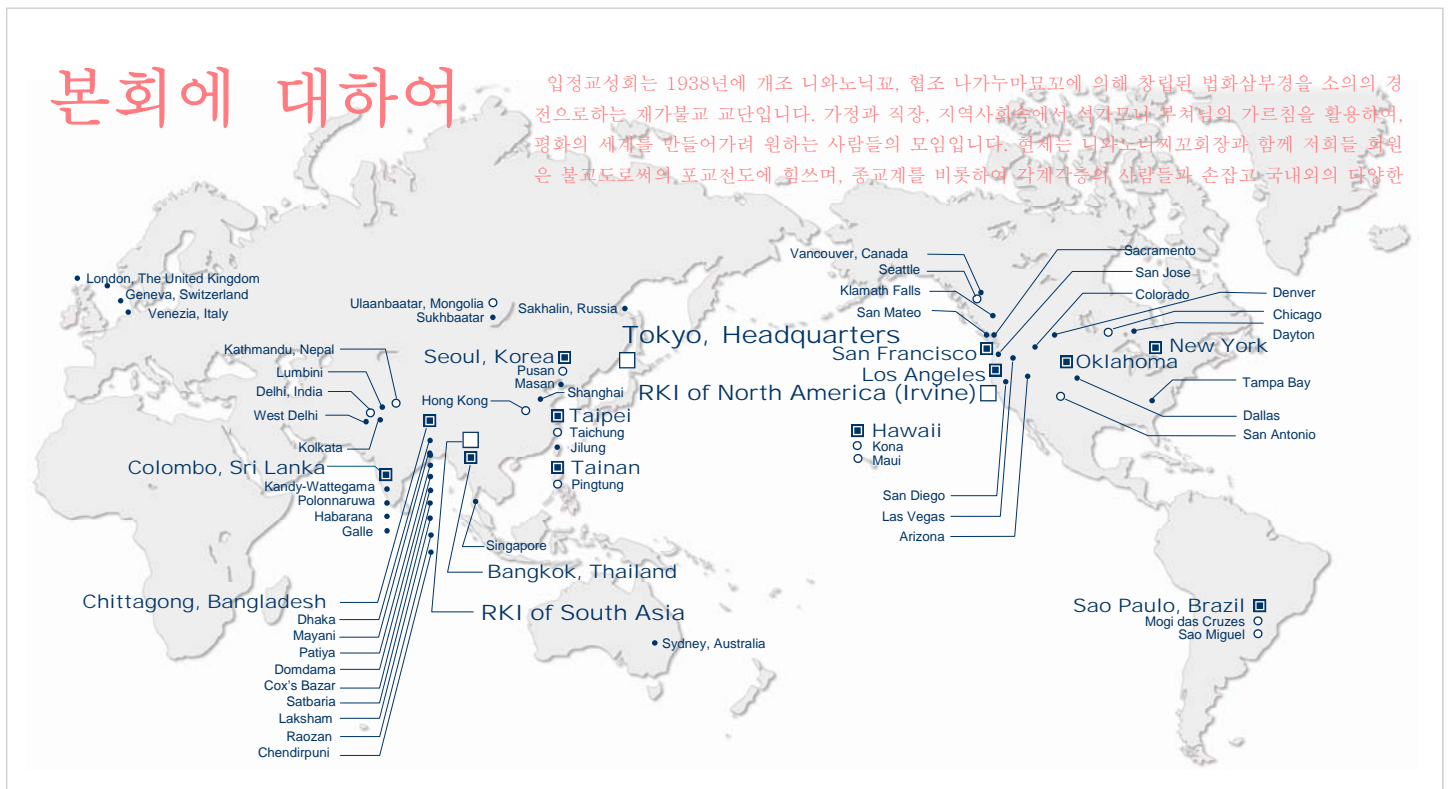 본회에 대하여
입정교성회는 1938년에 개조 니와노닉꾜, 협조 나가누마묘꼬에 의해 창립된 법화삼부경을 소의의 경
전으로하는 재가불교 교단입니다. 가정과 직장, 지역사회속에서 석가모니 부처님의 가르침을 활용하여,
평화의 세계를 만들어가려 원하는 사람들의 모임입니다. 현재는 니와노니찌꼬회장과 함께 저희들 회원
은 불교도로써의 포교전도에 힘쓰며, 종교계를 비롯하여 각계각층의 사람들과 손잡고 국내외의 다양한
London, The United Kingdom
Geneva, Switzerland
Venezia, Italy
Ulaanbaatar, Mongolia
Sukhbaatar
Sakhalin, Russia
Tokyo, Headquarters
Kathmandu, Nepal
Lumbini
Delhi, India
West Delhi
Kolkata
Seoul, Korea
Pusan
Masan
Shanghai
Hong Kong
Taipei
Taichung
Jilung
Tainan
Pingtung
Colombo, Sri Lanka
Kandy-Wattegama
Polonnaruwa
Habarana
Galle
Singapore
Bangkok, Thailand
RKI of South Asia
Chittagong, Bangladesh
Dhaka
Mayani
Patiya
Domdama
Cox's Bazar
Satbaria
Laksham
Raozan
Chendirpuni
Sydney, Australia
Vancouver, Canada
Seattle
Klamath Falls
San Mateo
San Francisco
Los Angeles
RKI of North America (Irvine)
Hawaii
Kona
Maui
San Diego
Las Vegas
Arizona
Sacramento
San Jose
Colorado
Denver
Chicago
Dayton
New York
Oklahoma
Tampa Bay
Dallas
San Antonio
Sao Paulo, Brazil
Mogi das Cruzes
Sao Miguel